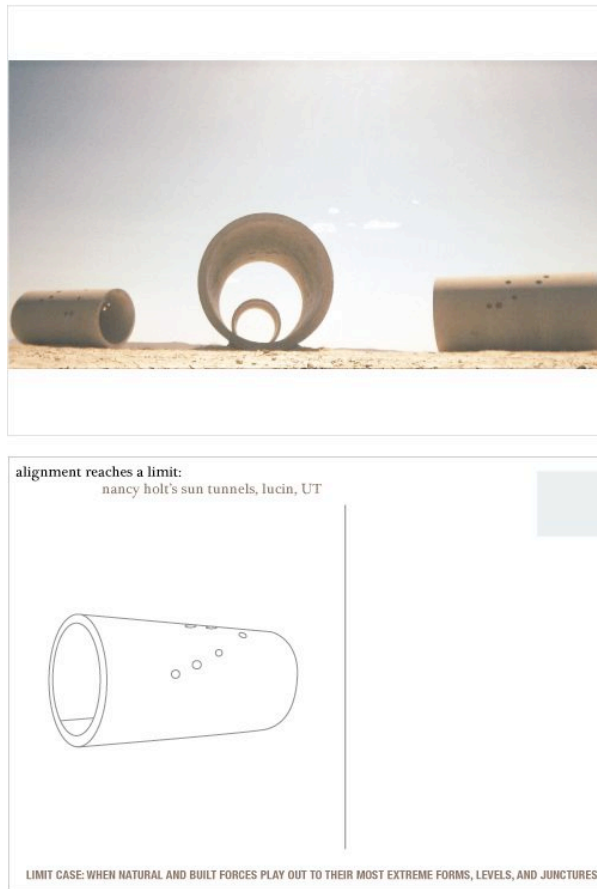 alignment reaches a limit:
nancy holt's sun tunnels, lucin, UT
LIMIT CASE: WHEN NATURAL AND BUILT FORCES PLAY OUT TO THEIR MOST EXTREME FORMS, LEVELS, AND JUNCTURES